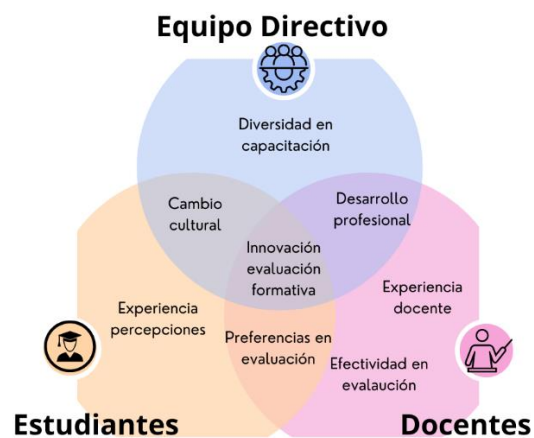 Equipo Directivo
Diversidad en
capacitación
Cambio
cultural
Desarrollo
profesional
Innovación
evaluación
formativa
Experiencia
percepciones
Experiencia
docente
Preferencias en
evaluación
Efectividad en
evalaución
Estudiantes
Docentes